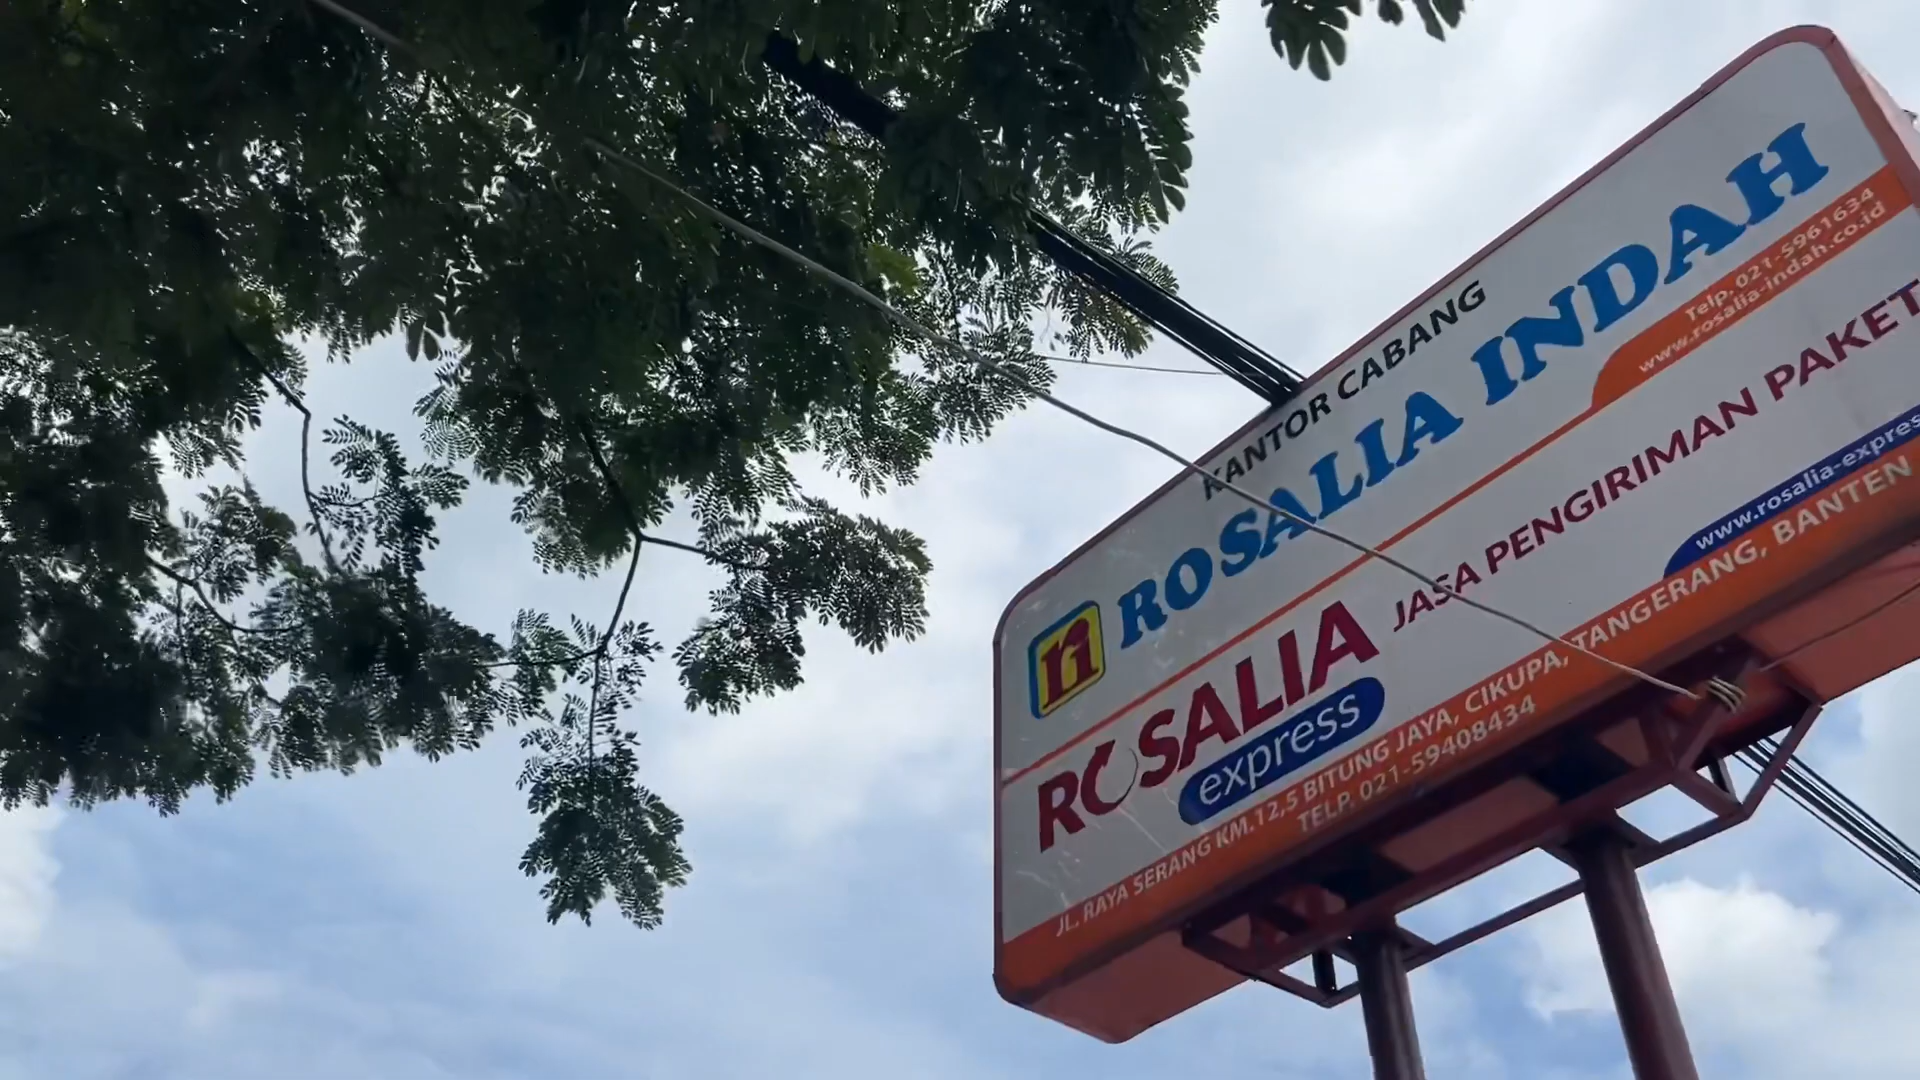 KANTOR CABANG
ROSALIA INDAH
Telp. 021-5961634
www.rosalia-indah.co.id
ri
ROSALIA
express
JASA PENGIRIMAN PAKET
www.rosalia-expres
JL. RAYA SERANG KM.12,5 BITUNG JAYA, CIKUPA, TANGERANG, BANTEN
TELP. 021-59408434